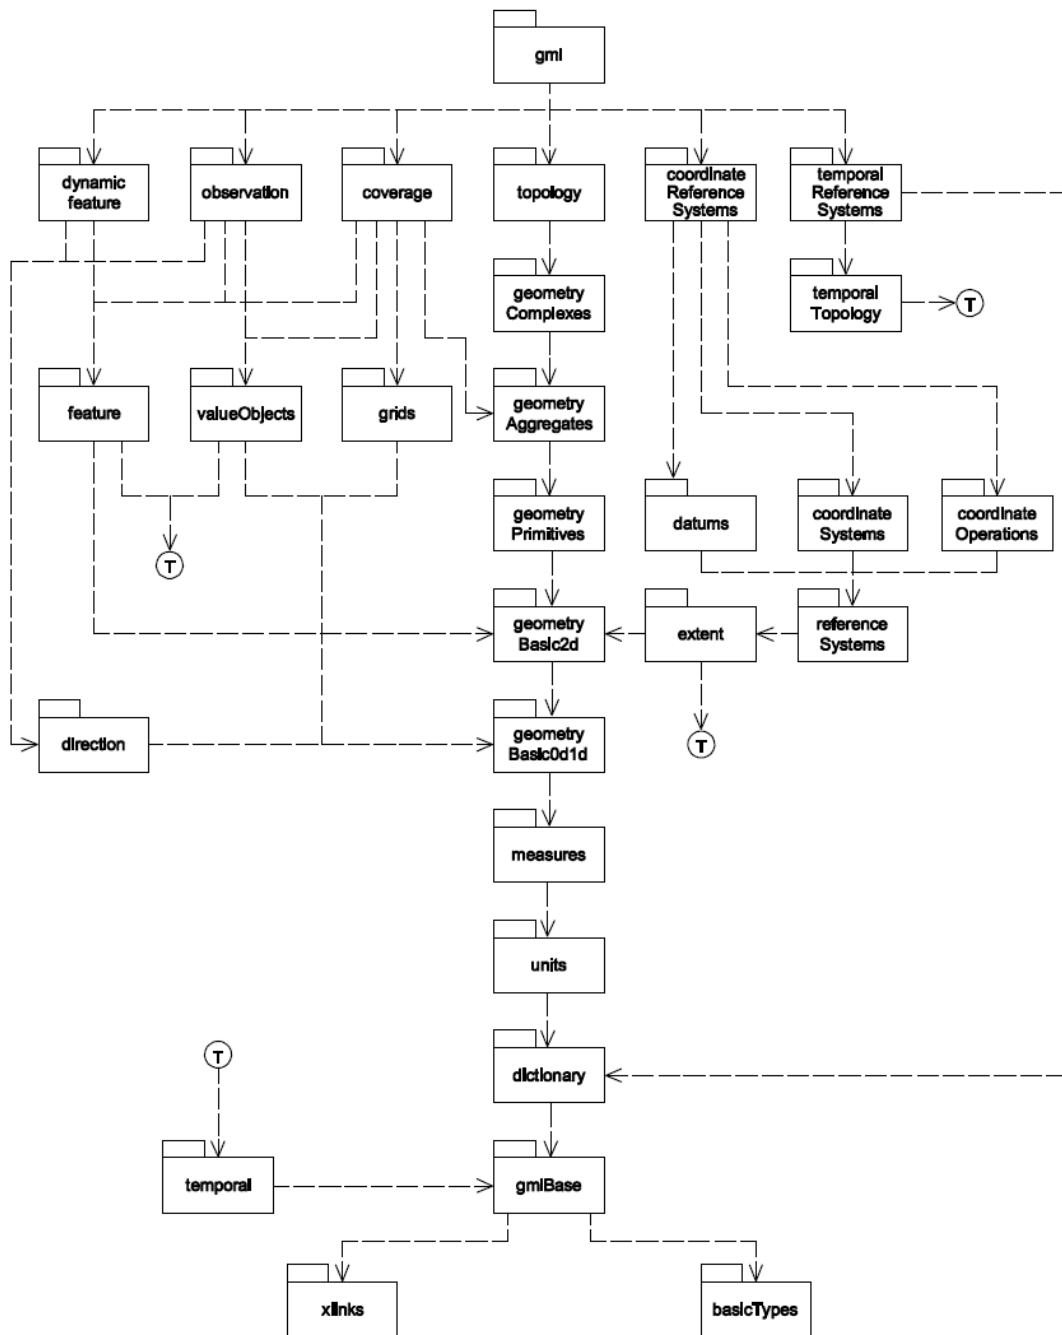 gml
dynamic
feature
observation
coverage
topology
coordinate
Reference
Systems
temporal
Reference
Systems
geometry
Complexes
temporal
Topology
T
feature
valueObjects
grids
geometry
Aggregates
geometry
Primitives
datums
coordinate
Systems
coordinate
Operations
T
geometry
Basic2d
extent
reference
Systems
direction
geometry
Basic0d1d
T
measures
units
T
dictionary
temporal
gmlBase
xlinks
basicTypes